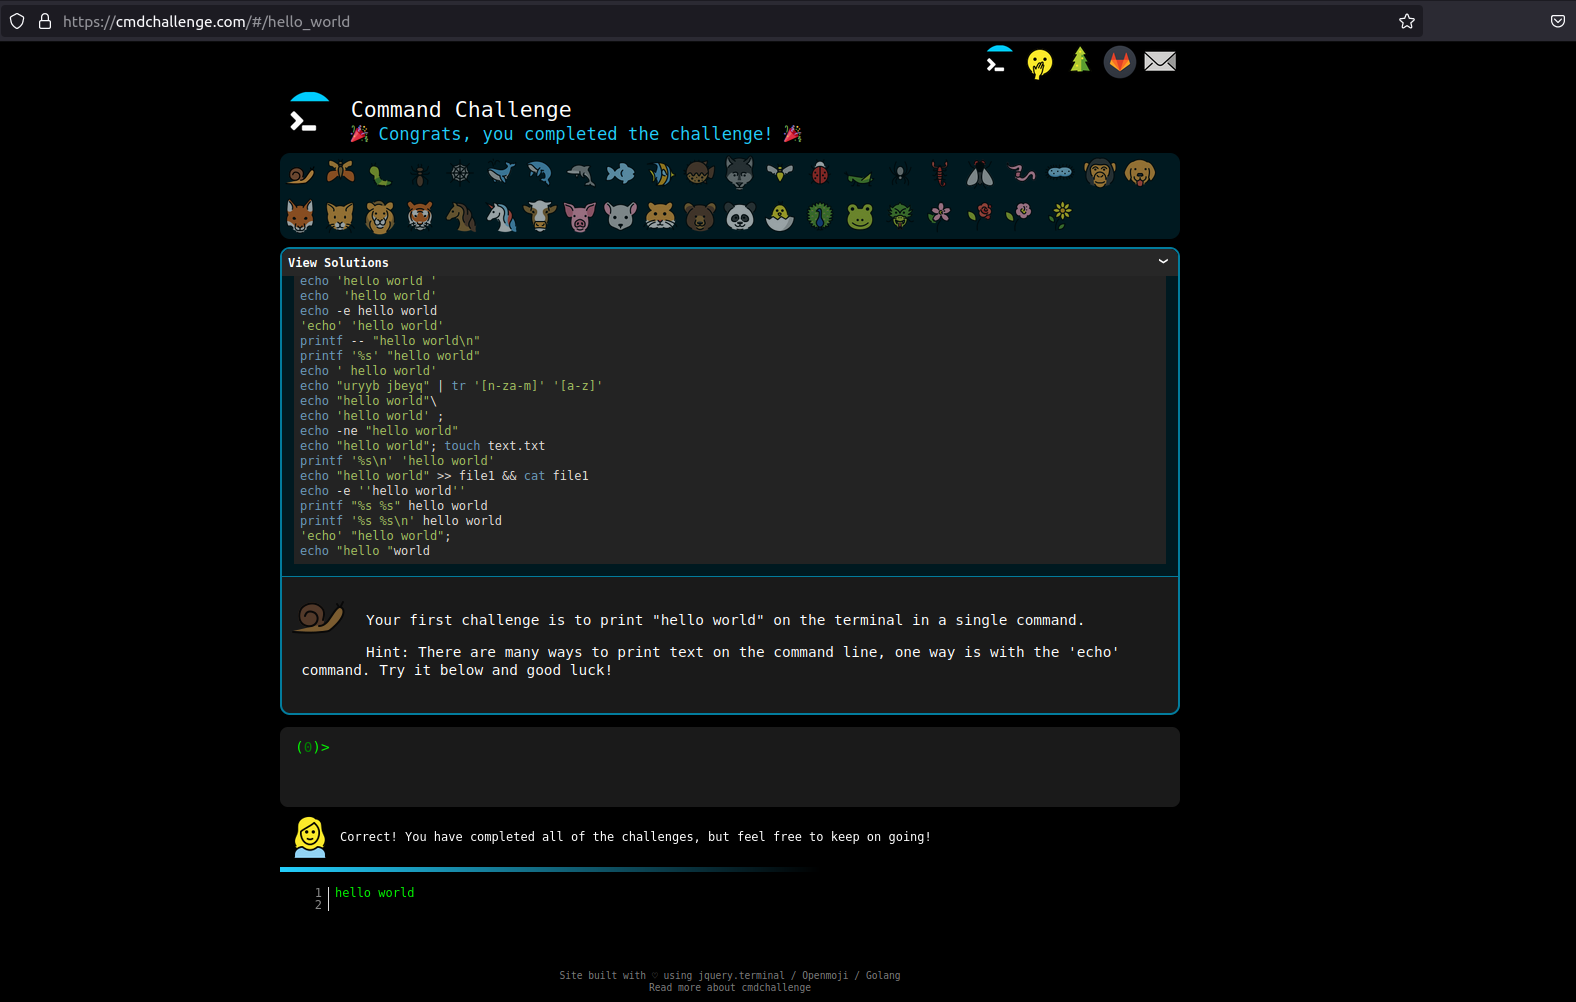 https://cmdchallenge.com/#/hello_world
Command Challenge
🎉 Congrats, you completed the challenge! 🎉
View Solutions
echo 'hello world '
echo  'hello world'
echo -e hello world
'echo' 'hello world'
printf -- "hello world\n"
printf '%s' "hello world"
echo ' hello world'
echo "uryyb jbeyq" | tr '[n-za-m]' '[a-z]'
echo "hello world"\
echo 'hello world' ;
echo -ne "hello world"
echo "hello world"; touch text.txt
printf '%s\n' 'hello world'
echo "hello world" >> file1 && cat file1
echo -e ''hello world''
printf "%s %s" hello world
printf '%s %s\n' hello world
'echo' "hello world";
echo "hello "world
Your first challenge is to print "hello world" on the terminal in a single command.
Hint: There are many ways to print text on the command line, one way is with the 'echo'
command. Try it below and good luck!
(0)>
Correct! You have completed all of the challenges, but feel free to keep on going!
1 hello world
2
Site built with ♡ using jquery.terminal / Openmoji / Golang
Read more about cmdchallenge